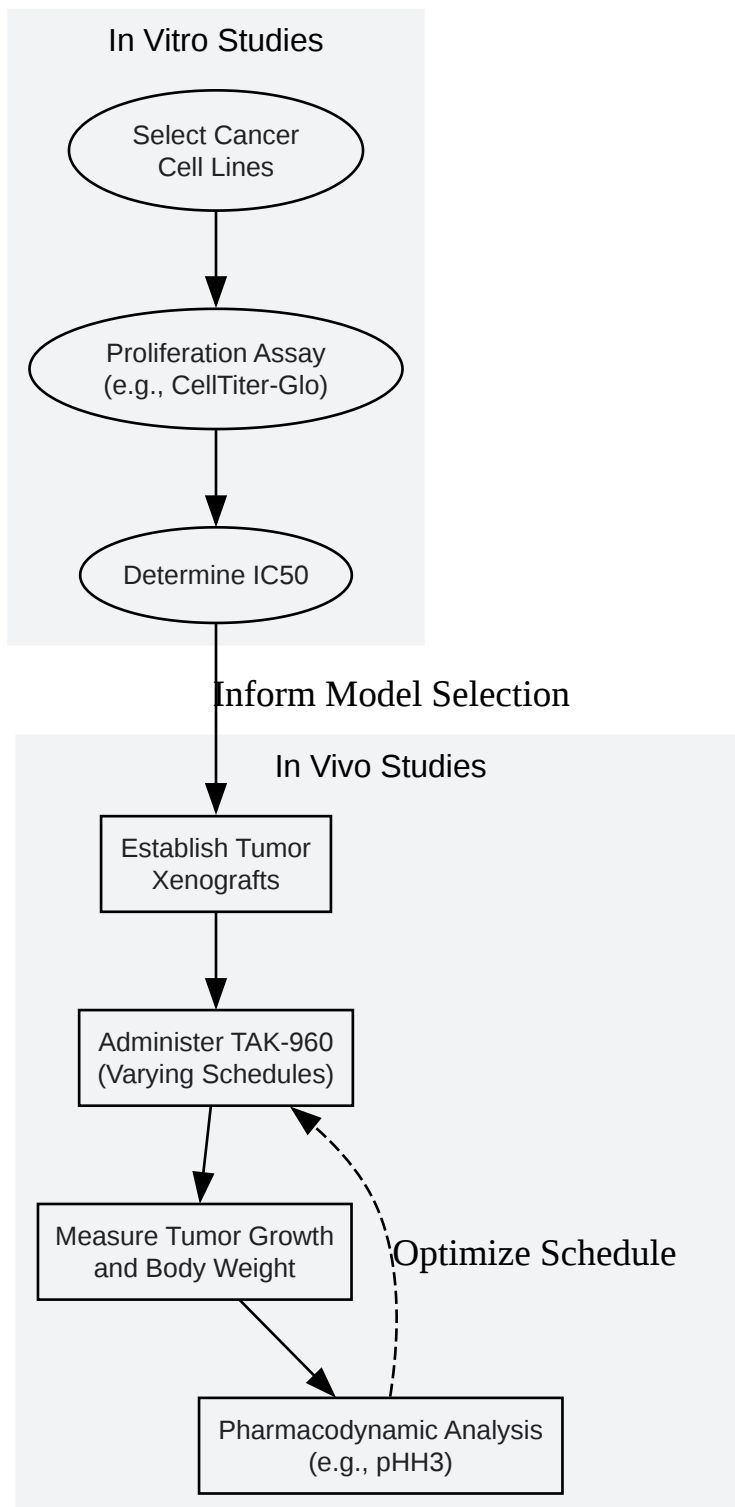 In Vitro Studies
Select Cancer
Cell Lines
Proliferation Assay
(e.g., CellTiter-Glo)
Determine IC50
Inform Model Selection
In Vivo Studies
Establish Tumor
Xenografts
Administer TAK-960
(Varying Schedules)
Measure Tumor Growth
and Body Weight
Optimize Schedule
Pharmacodynamic Analysis
(e.g., pHH3)